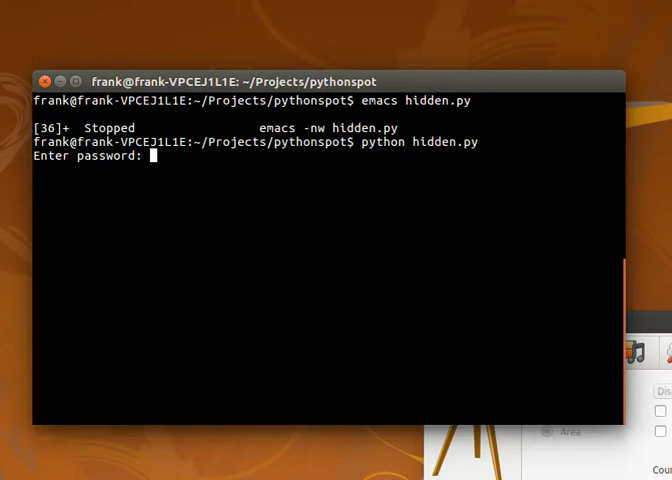 frank@frank-VPCEJ1L1E: ~/Projects/pythonspot
frank@frank-VPCEJ1L1E:~/Projects/pythonspot$ emacs hidden.py
[36]+  Stopped                 emacs -nw hidden.py
frank@frank-VPCEJ1L1E:~/Projects/pythonspot$ python hidden.py
Enter password:
Area